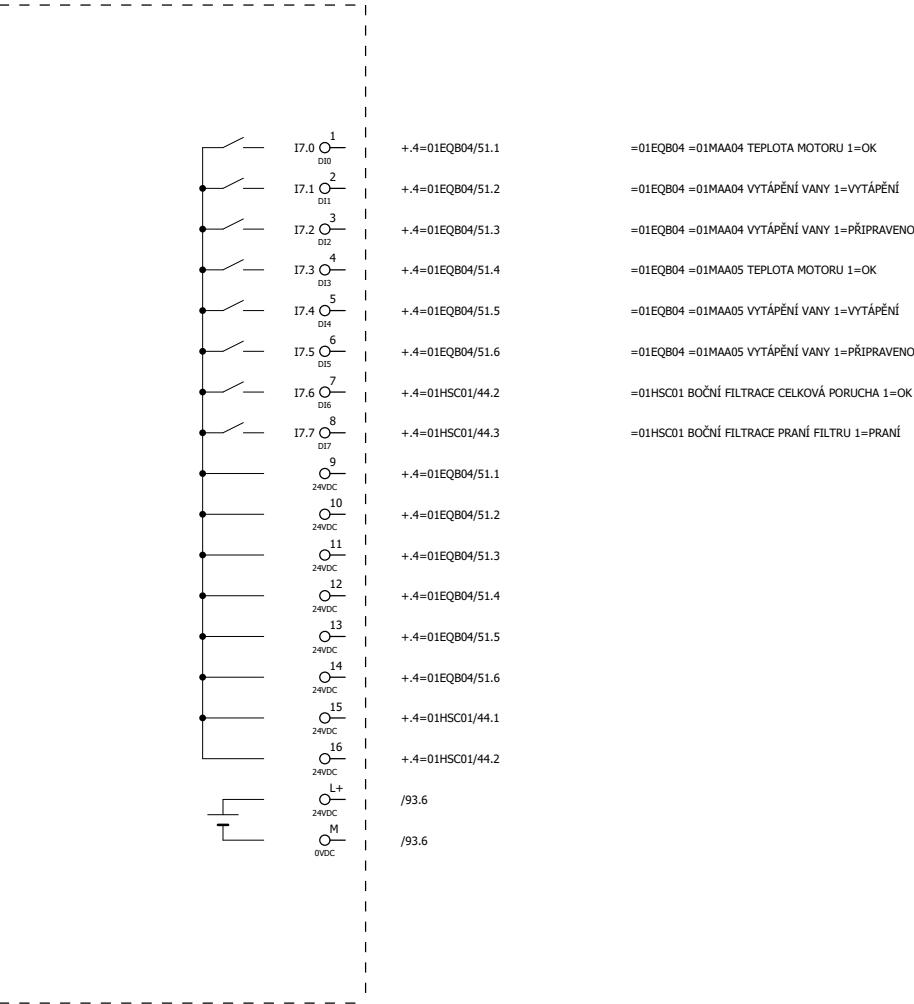 1
I7.0 +.4=01EQB04/51.1 =01EQB04 =01MAA04 TEPLOTA MOTORU 1=OK
DI0
2
I7.1 +.4=01EQB04/51.2 =01EQB04 =01MAA04 VYTÁPĚNÍ VANY 1=VYTÁPĚNÍ
DI1
3
I7.2 +.4=01EQB04/51.3 =01EQB04 =01MAA04 VYTÁPĚNÍ VANY 1=PŘIPRAVENO
DI2
4
I7.3 +.4=01EQB04/51.4 =01EQB04 =01MAA05 TEPLOTA MOTORU 1=OK
DI3
5
I7.4 +.4=01EQB04/51.5 =01EQB04 =01MAA05 VYTÁPĚNÍ VANY 1=VYTÁPĚNÍ
DI4
6
I7.5 +.4=01EQB04/51.6 =01EQB04 =01MAA05 VYTÁPĚNÍ VANY 1=PŘIPRAVENO
DI5
7
I7.6 +.4=01HSC01/44.2 =01HSC01 BOČNÍ FILTRACE CELKOVÁ PORUCHA 1=OK
DI6
8
I7.7 +.4=01HSC01/44.3 =01HSC01 BOČNÍ FILTRACE PRANÍ FILTRU 1=PRANÍ
DI7
9
+.4=01EQB04/51.1
24VDC
10
+.4=01EQB04/51.2
24VDC
11
+.4=01EQB04/51.3
24VDC
12
+.4=01EQB04/51.4
24VDC
13
+.4=01EQB04/51.5
24VDC
14
+.4=01EQB04/51.6
24VDC
15
+.4=01HSC01/44.1
24VDC
16
+.4=01HSC01/44.2
24VDC
L+
/93.6
24VDC
M
/93.6
0VDC